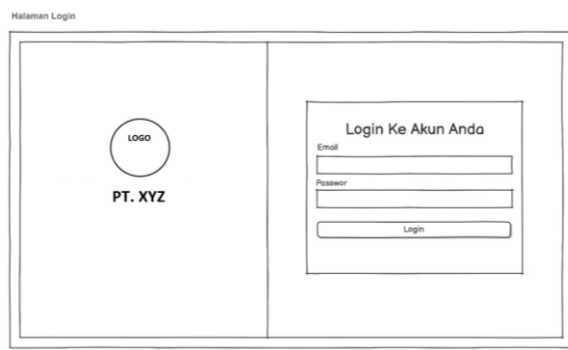 Halaman Login
LOGO
PT. XYZ
Login Ke Akun Anda
Email
Passwor
Login